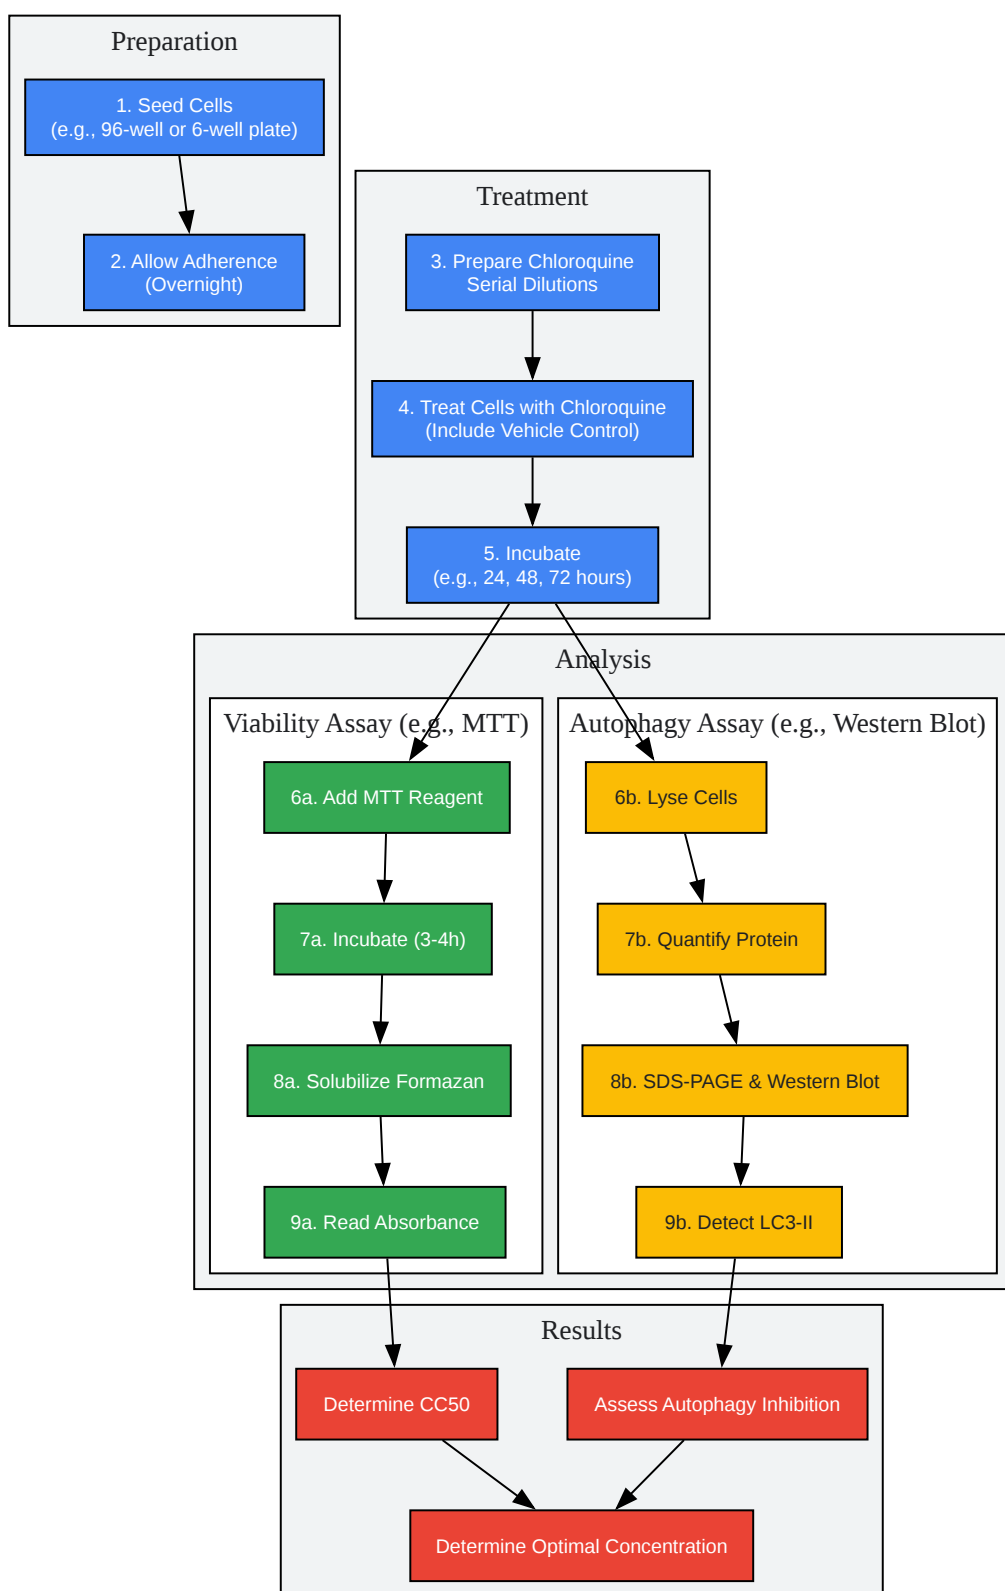 Preparation
1. Seed Cells
(e.g., 96-well or 6-well plate)
2. Allow Adherence
(Overnight)
Treatment
3. Prepare Chloroquine
Serial Dilutions
4. Treat Cells with Chloroquine
(Include Vehicle Control)
5. Incubate
(e.g., 24, 48, 72 hours)
Analysis
Viability Assay (e.g., MTT)
6a. Add MTT Reagent
7a. Incubate (3-4h)
8a. Solubilize Formazan
9a. Read Absorbance
Autophagy Assay (e.g., Western Blot)
6b. Lyse Cells
7b. Quantify Protein
8b. SDS-PAGE & Western Blot
9b. Detect LC3-II
Results
Determine CC50
Assess Autophagy Inhibition
Determine Optimal Concentration